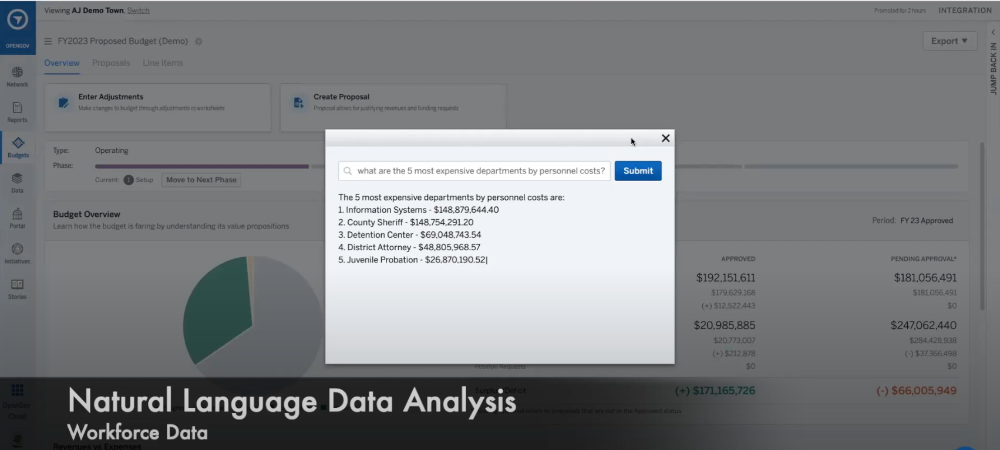 Viewing AJ Demo Town. Switch
Promoted for 2 hours
INTEGRATION
OPENGOV
FY2023 Proposed Budget (Demo)
Export
JUMP BACK IN
Overview Proposals Line Items
Network
Reports
Budgets
Data
Portal
Initiatives
Stories
OpenGov
Cloud
Enter Adjustments
Make changes to budget through adjustments in worksheets
Create Proposal
Proposal allows for justifying revenues and funding requests
Type: Operating
Phase:
Current: 1 Setup Move to Next Phase
what are the 5 most expensive departments by personnel costs? Submit
The 5 most expensive departments by personnel costs are:
1. Information Systems - $148,879,644.40
2. County Sheriff - $148,754,291.20
3. Detention Center - $69,048,743.54
4. District Attorney - $48,805,968.57
5. Juvenile Probation - $26,870,190.52
Budget Overview
Learn how the budget is faring by understanding its value propositions
Period: FY 23 Approved
APPROVED PENDING APPROVAL*
$192,151,611 $181,056,491
$179,629,168 $181,056,491
(+) $12,522,443 $0
$20,985,885 $247,062,440
$20,773,007 $284,428,938
(+) $212,878 (-) $37,366,498
Position Requests $0 $0
Surplus/Deficit (+) $171,165,726 (-) $66,005,949
refers to proposals that are not in the Approved status
Natural Language Data Analysis
Workforce Data
Revenues vs Expenses